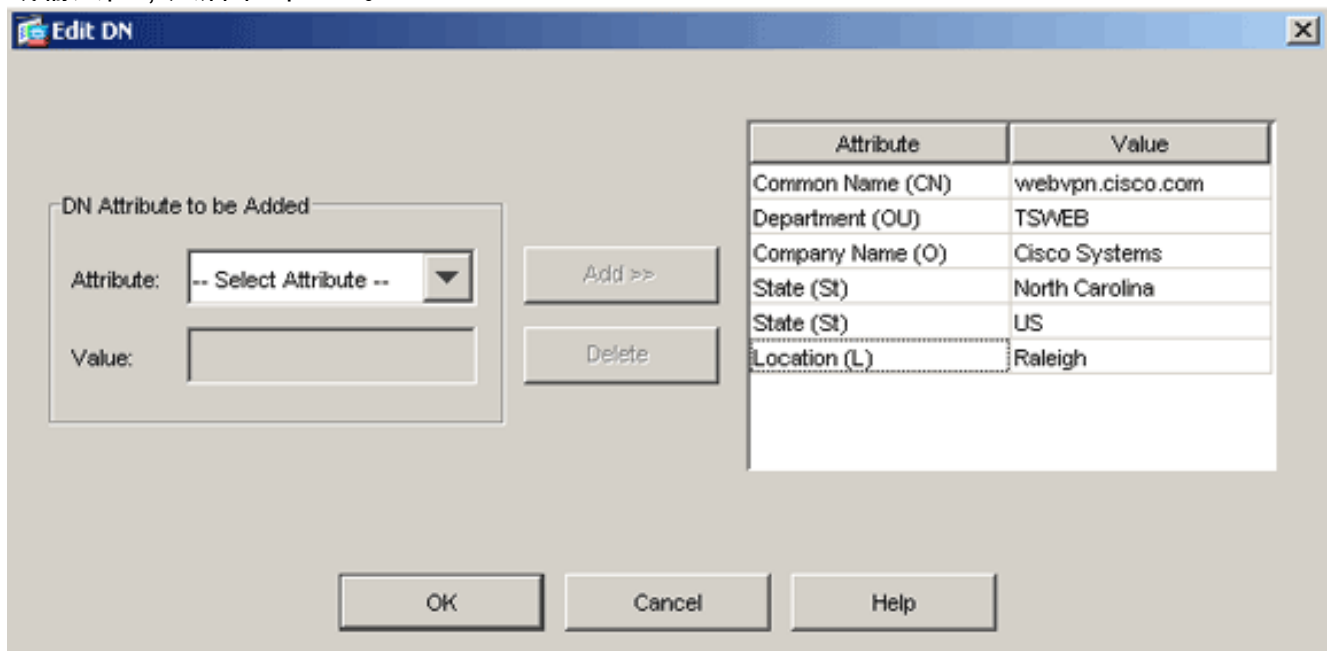 Edit DN
DN Attribute to be Added
Attribute:
-- Select Attribute --
Value:
Add >>
Delete
Attribute Value
Common Name (CN) webvpn.cisco.com
Department (OU) TSWEB
Company Name (O) Cisco Systems
State (St) North Carolina
State (St) US
Location (L) Raleigh
OK
Cancel
Help